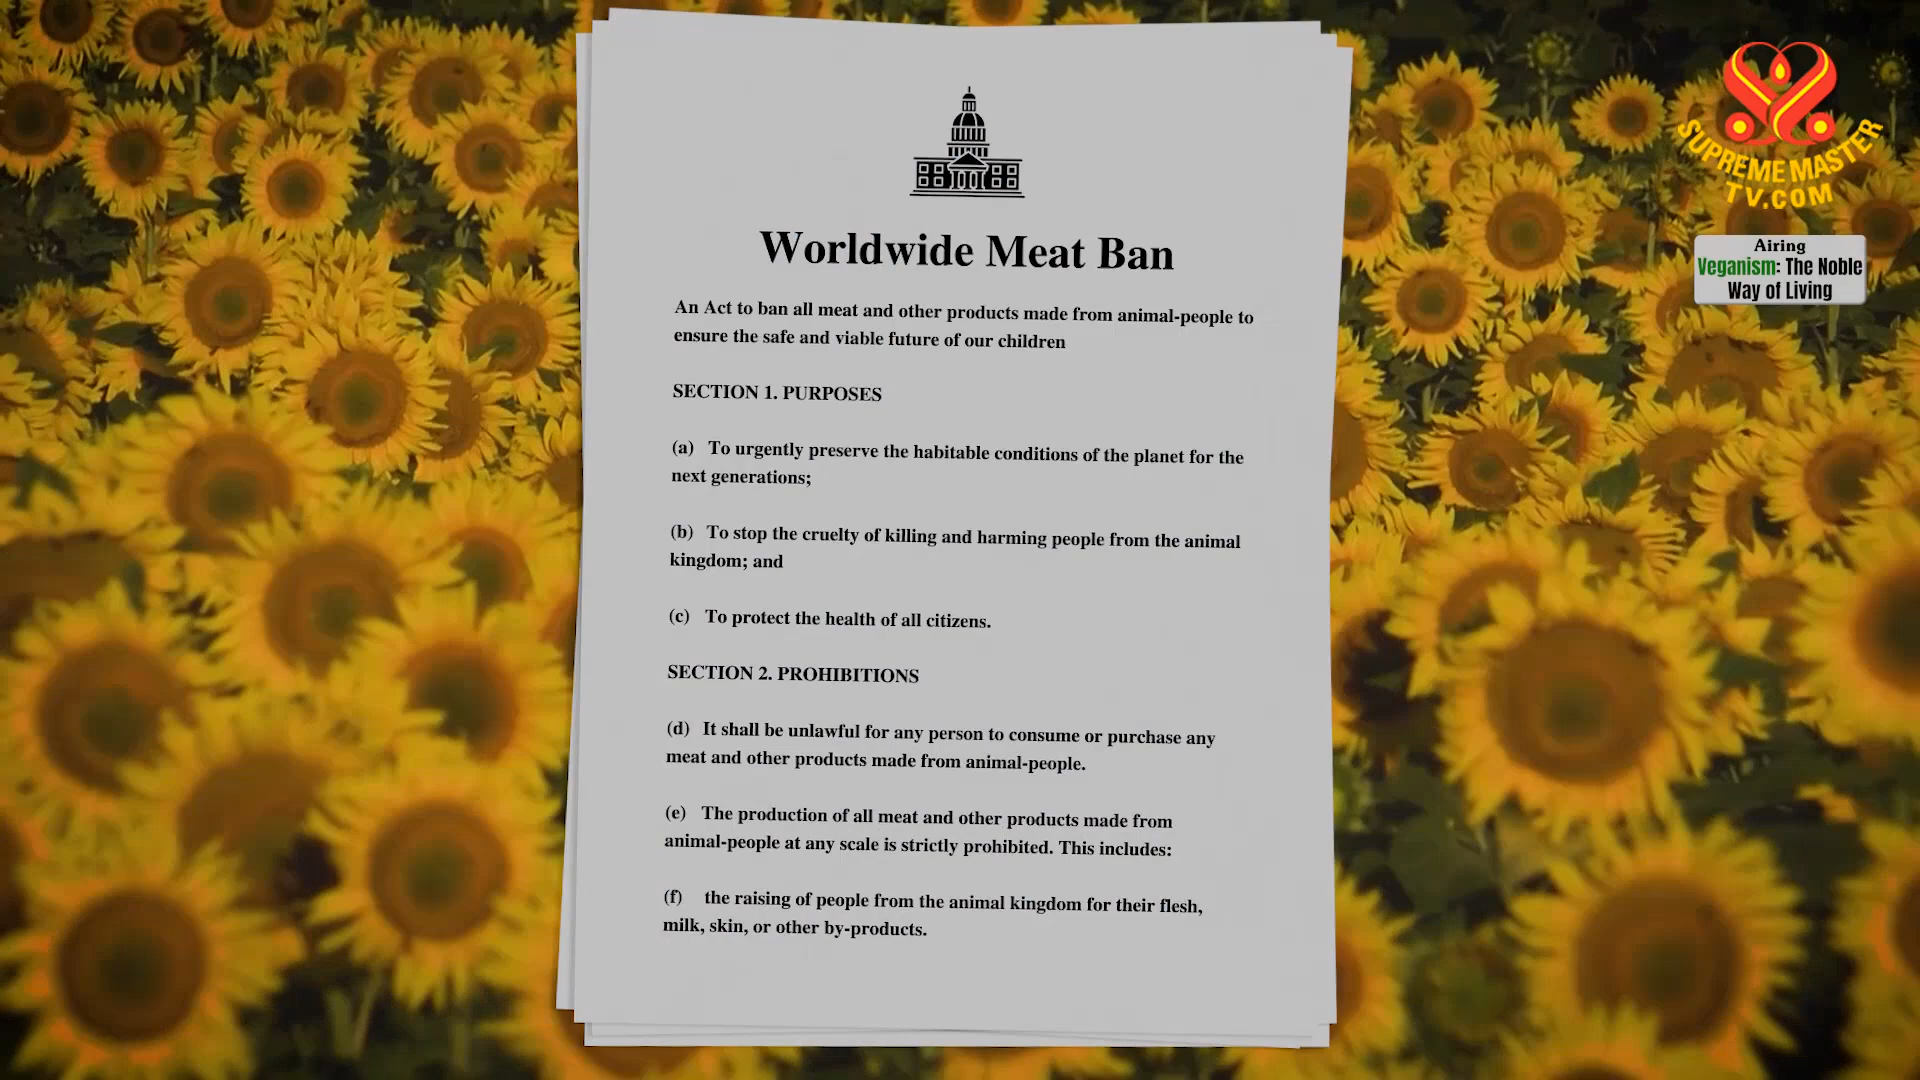 Worldwide Meat Ban
An Act to ban all meat and other products made from animal-people to
ensure the safe and viable future of our children
SECTION 1. PURPOSES
(a) To urgently preserve the habitable conditions of the planet for the
next generations;
(b) To stop the cruelty of killing and harming people from the animal
kingdom; and
(c) To protect the health of all citizens.
SECTION 2. PROHIBITIONS
(d) It shall be unlawful for any person to consume or purchase any
meat and other products made from animal-people.
(e) The production of all meat and other products made from
animal-people at any scale is strictly prohibited. This includes:
(f) the raising of people from the animal kingdom for their flesh,
milk, skin, or other by-products.
SUPREME MASTER
TV.COM
Airing
Veganism: The Noble
Way of Living